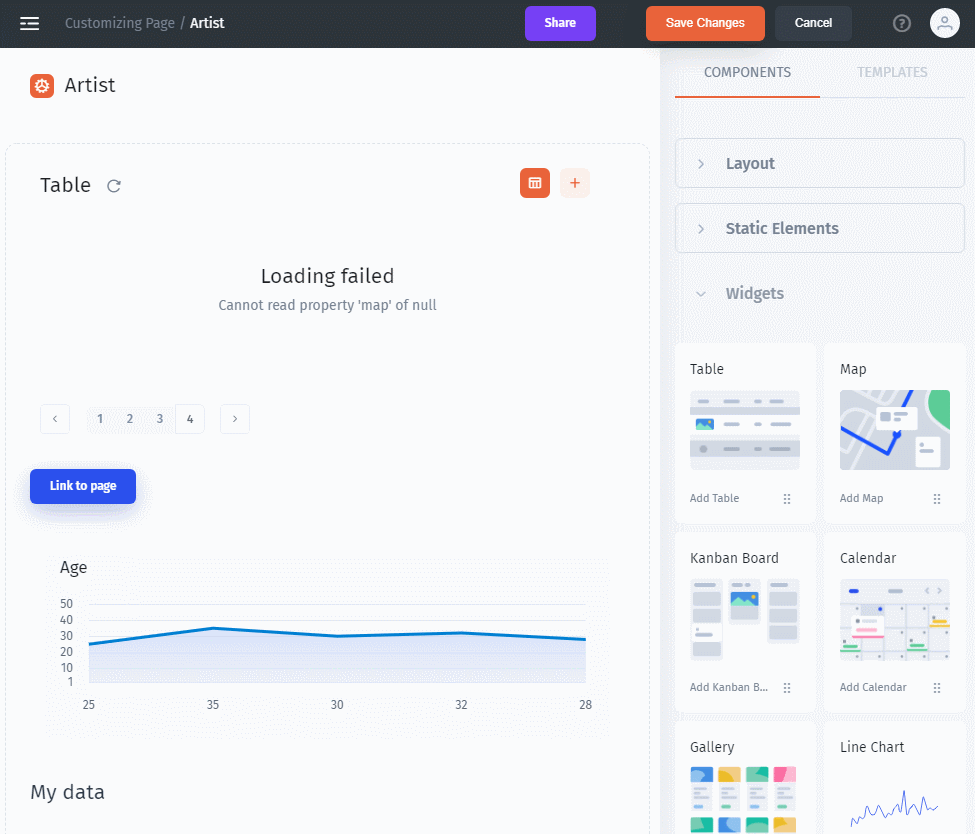 Customizing Page / Artist
Share
Save Changes
Cancel
?
Artist
COMPONENTS
TEMPLATES
Table
+
Loading failed
Cannot read property 'map' of null
1 2 3 4
Link to page
Age
50
40
30
20
10
1
25 35 30 32 28
My data
Layout
Static Elements
Widgets
Table
Add Table
Map
Add Map
Kanban Board
Add Kanban B...
Calendar
Add Calendar
Gallery
Line Chart